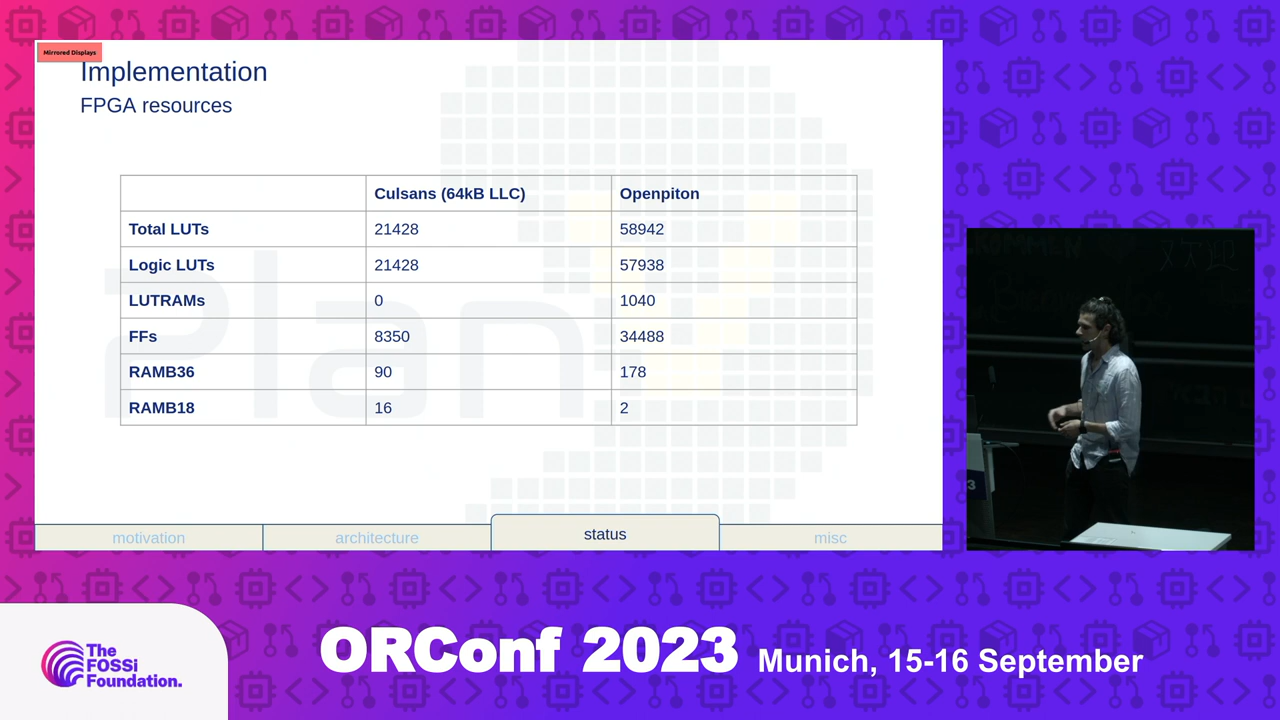 Mirrored Displays
Implementation
FPGA resources
Culsans (64kB LLC) Openpiton
Total LUTs 21428 58942
Logic LUTs 21428 57938
LUTRAMs 0 1040
FFs 8350 34488
RAMB36 90 178
RAMB18 16 2
Plan
motivation architecture status misc
3
The
FOSSi
Foundation.
ORConf 2023 Munich, 15-16 September